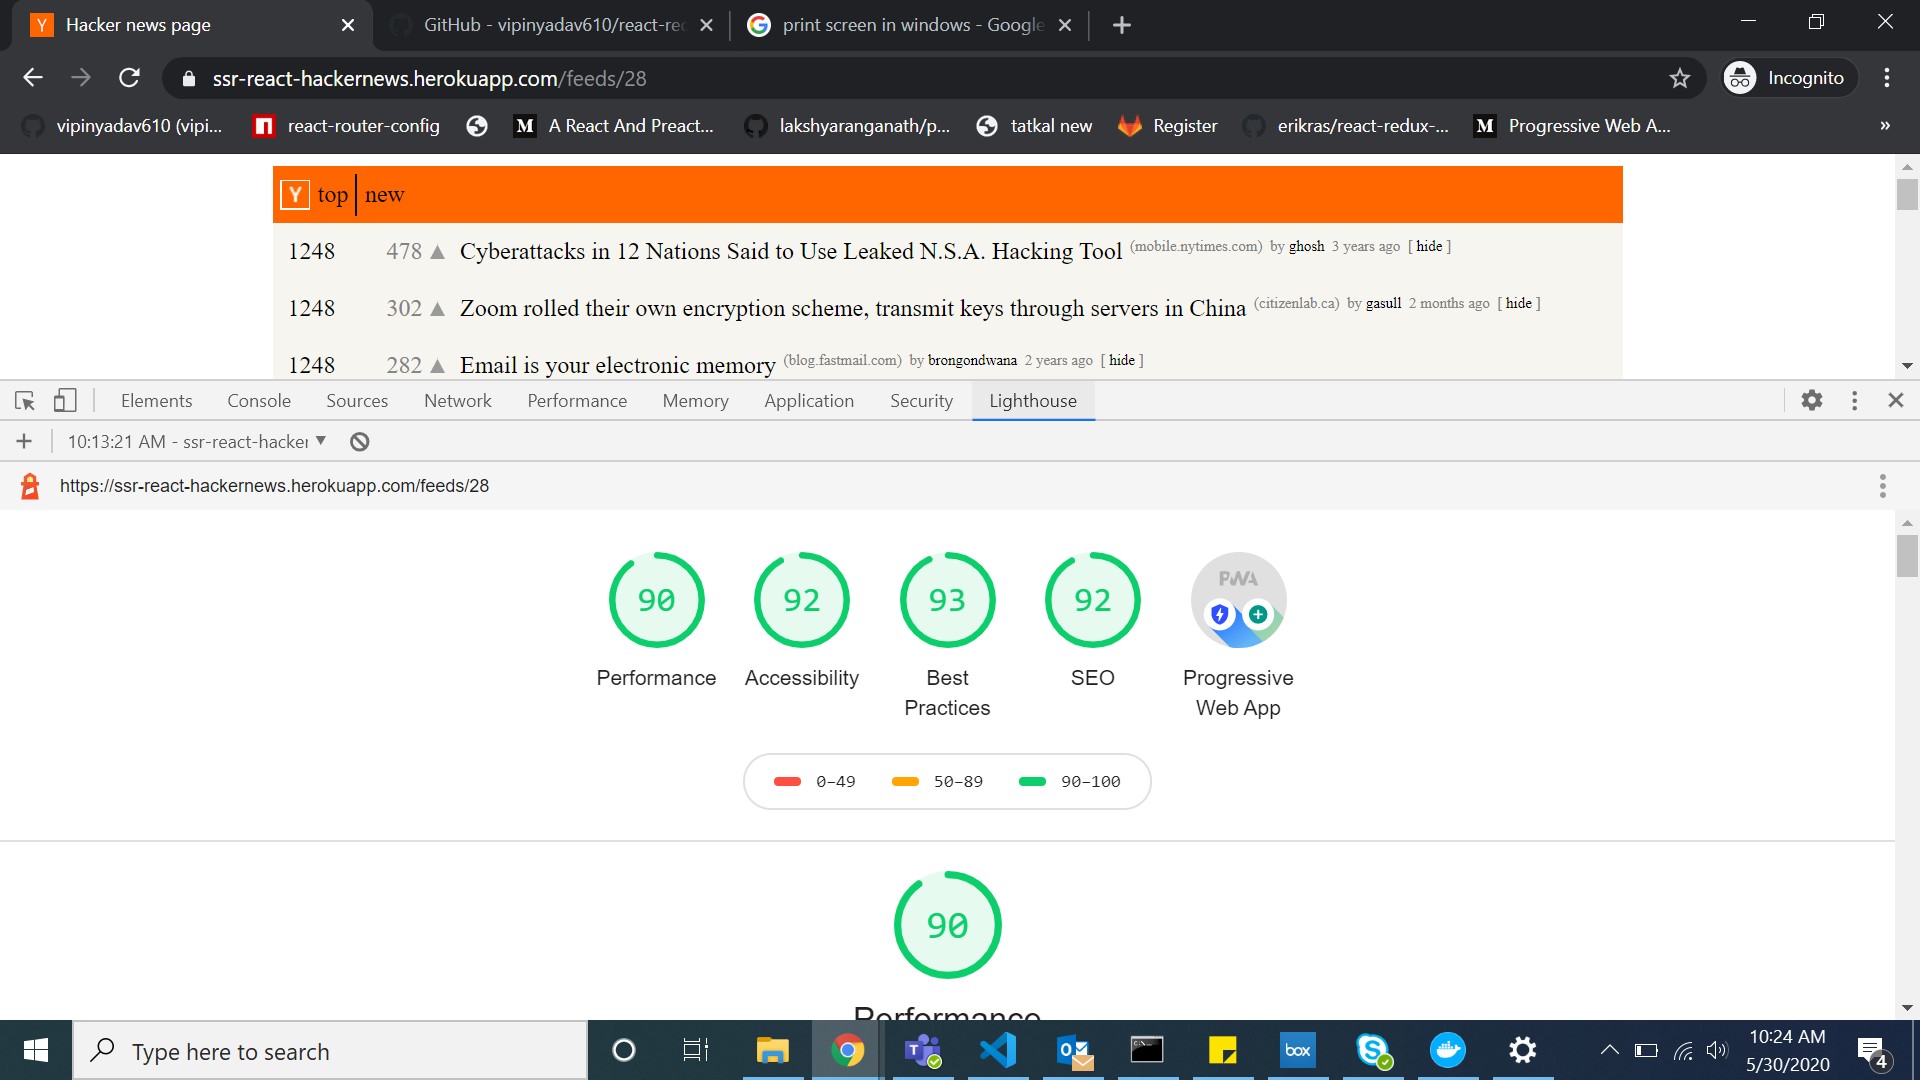 Hacker news page
GitHub - vipinyadav610/react-red
print screen in windows - Google
ssr-react-hackernews.herokuapp.com/feeds/28
Incognito
vipinyadav610 (vipi...
react-router-config
M A React And Preact...
lakshyaranganath/p...
tatkal new
Register
erikras/react-redux-...
M Progressive Web A...
»
Y top new
1248 478 ▲ Cyberattacks in 12 Nations Said to Use Leaked N.S.A. Hacking Tool (mobile.nytimes.com) by ghosh 3 years ago [ hide ]
1248 302 ▲ Zoom rolled their own encryption scheme, transmit keys through servers in China (citizenlab.ca) by gasull 2 months ago [ hide ]
1248 282 ▲ Email is your electronic memory (blog.fastmail.com) by brongondwana 2 years ago [ hide ]
Elements Console Sources Network Performance Memory Application Security Lighthouse
10:13:21 AM - ssr-react-hacker
https://ssr-react-hackernews.herokuapp.com/feeds/28
90 92 93 92 PWA
Performance Accessibility Best Practices SEO Progressive Web App
0–49 50–89 90–100
90
Performance
Type here to search
box
10:24 AM
5/30/2020
4